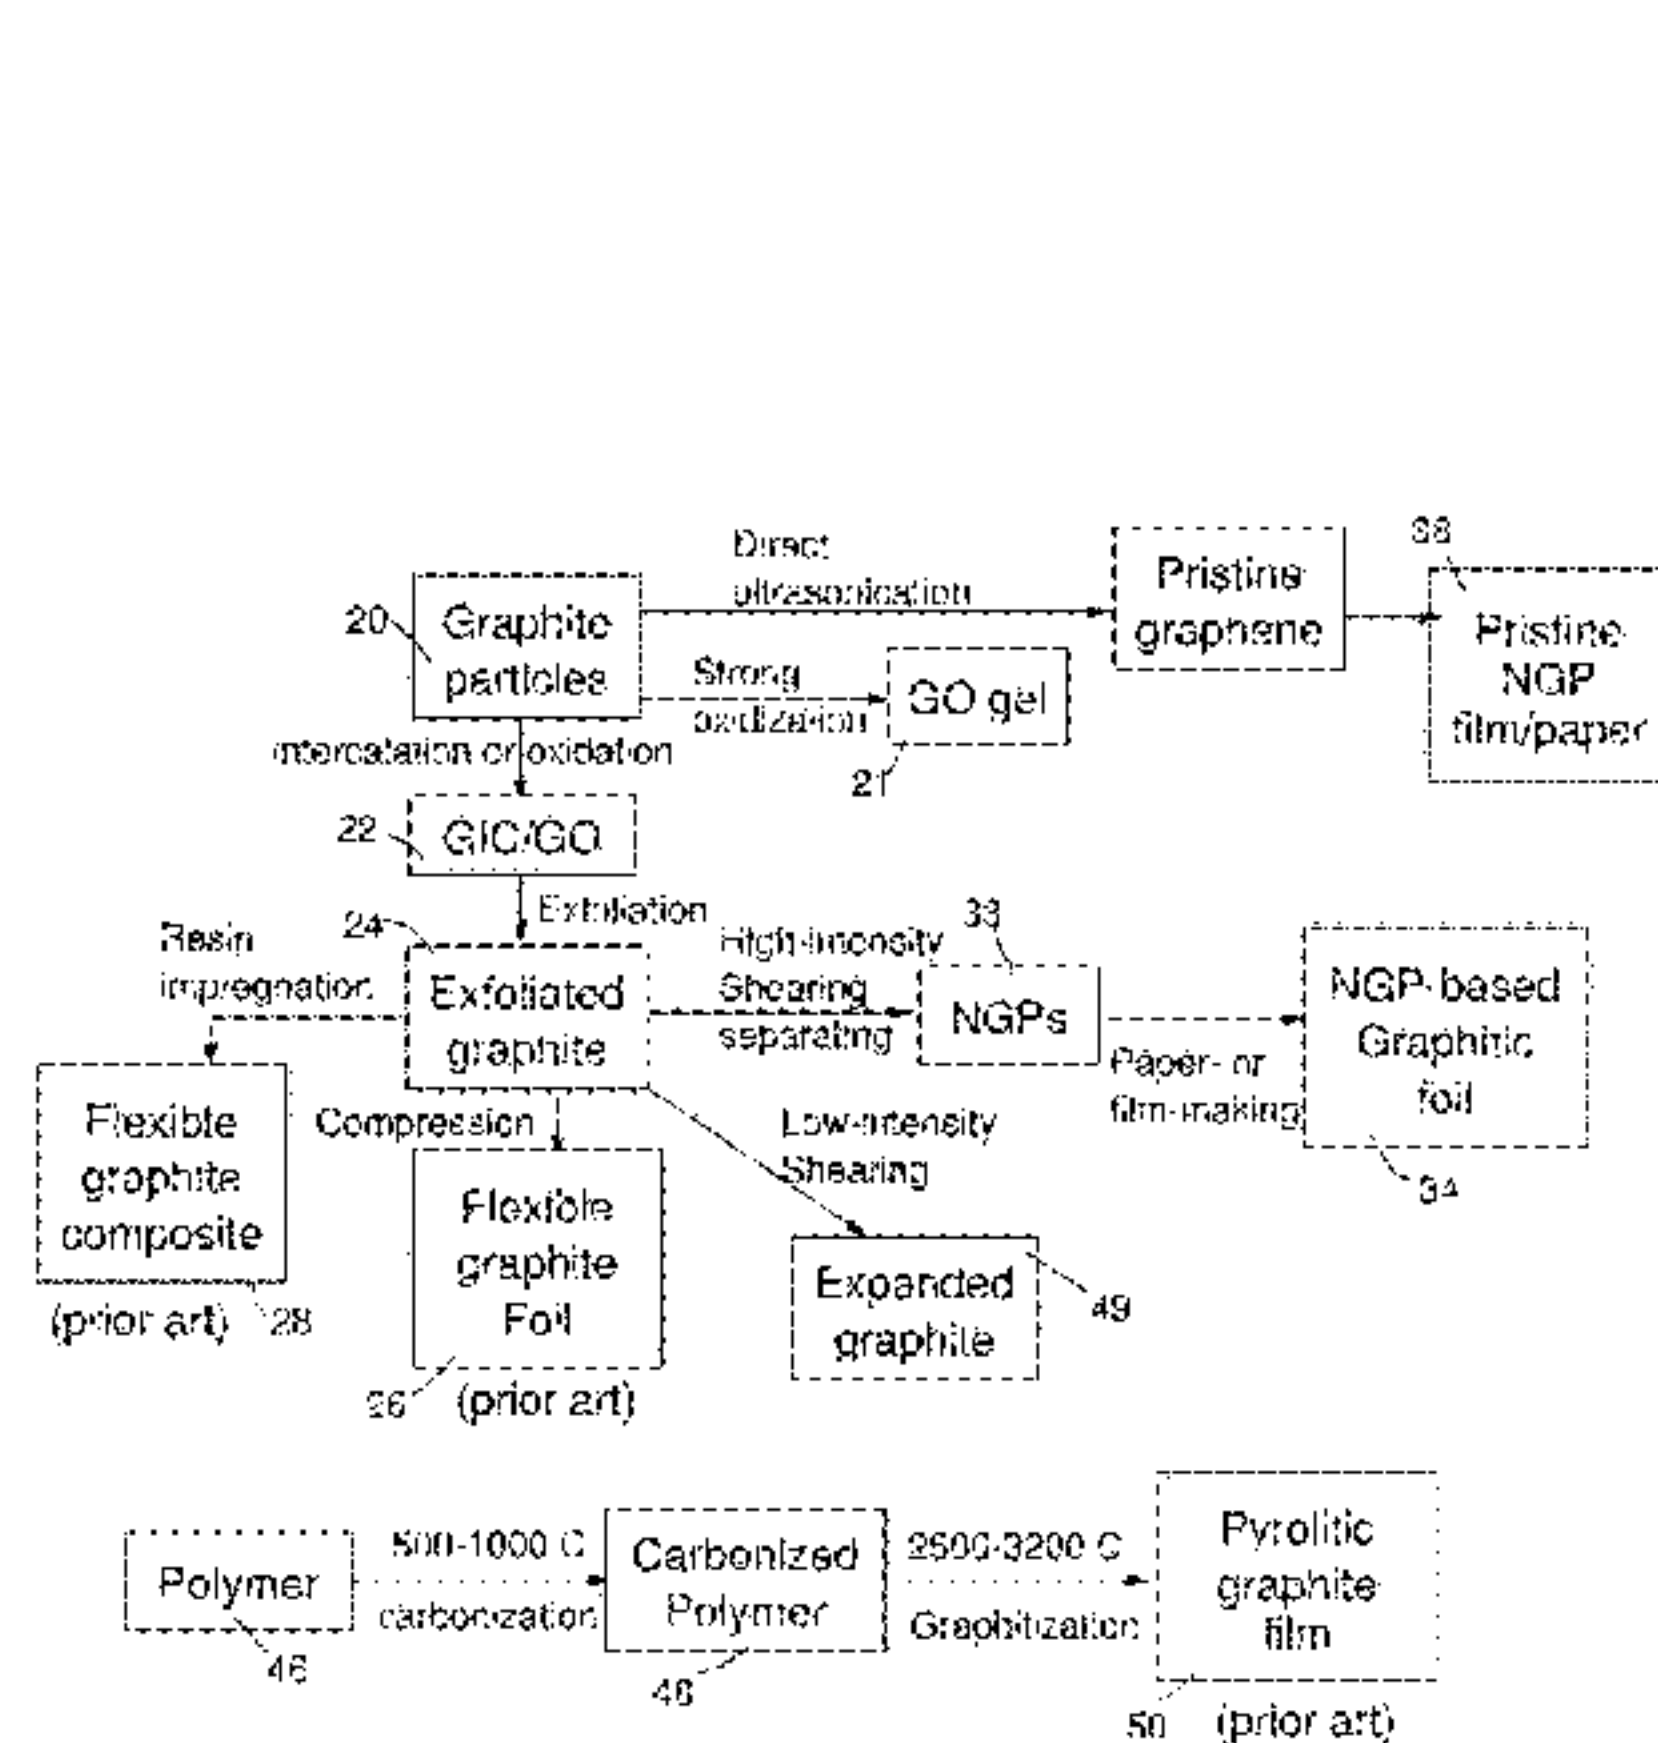 Direct
ultrasonication
Pristine
graphene
38
Pristine
NGP
film/paper
20
Graphite
particles
Strong
oxdization
GO gel
21
Intercalation or oxidation
22
GIC/GO
Exfoliation
24
Resin
impregnation
Exfoliated
graphite
High-intensity
Shearing
separating
33
NGPs
Paper- or
film-making
NGP-based
Graphitic
foil
34
Flexible
graphite
composite
(prior art)
28
Compression
Flexible
graphite
Foil
26
(prior art)
Low-intensity
Shearing
Expanded
graphite
49
Polymer
46
500-1000 C
carbonization
Carbonized
Polymer
2500-3200 C
Graphitization
Pyrolitic
graphite
film
50
(prior art)